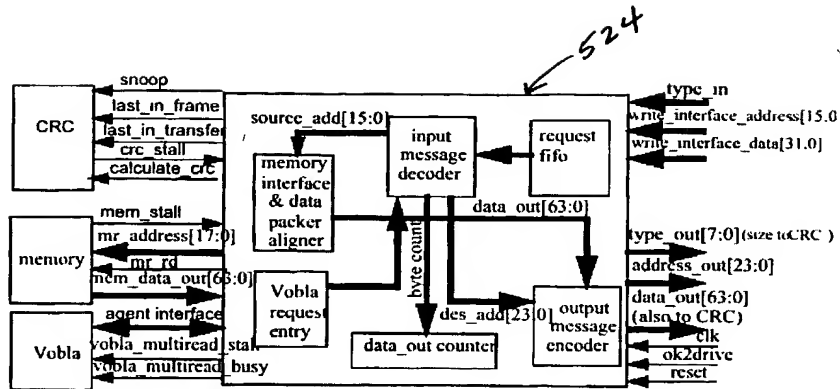 524
snoop
last_in_frame
last_in_transfer
crc_stall
calculate_crc
CRC
mem_stall
mr_address[17:0]
mr_rd
mem_data_out[63:0]
memory
agent interface
vobla_multiread_stall
vobla_multiread_busy
Vobla
source_add[15:0]
memory
interface
& data
packer
aligner
input
message
decoder
request
fifo
data_out[63:0]
byte count
Vobla
request
entry
des_add[23:0]
data_out counter
output
message
encoder
type_in
write_interface_address[15.0
write_interface_data[31.0]
type_out[7:0](size toCRC )
address_out[23:0]
data_out[63:0]
(also to CRC)
clk
ok2drive
reset